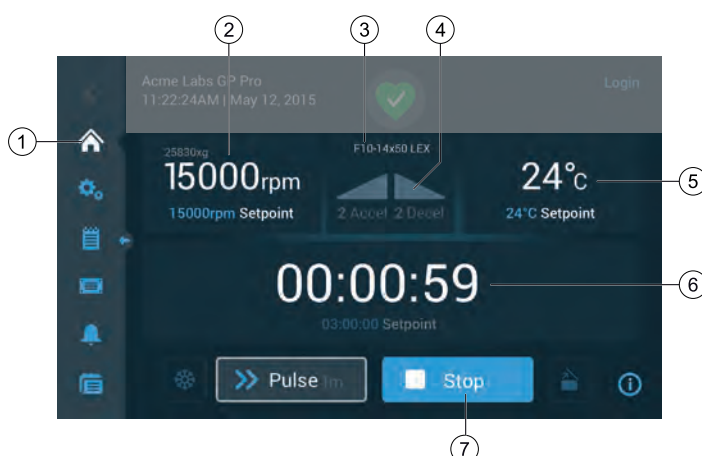 2
3
4
Acme Labs GP Pro
Login
11:22:24AM | May 12, 2015
1
25830xg
F10-14x50 LEX
15000rpm
24°c
5
15000rpm Setpoint
2 Accel 2 Decel
24°C Setpoint
00:00:59
6
03:00:00 Setpoint
Pulse 1m
Stop
7